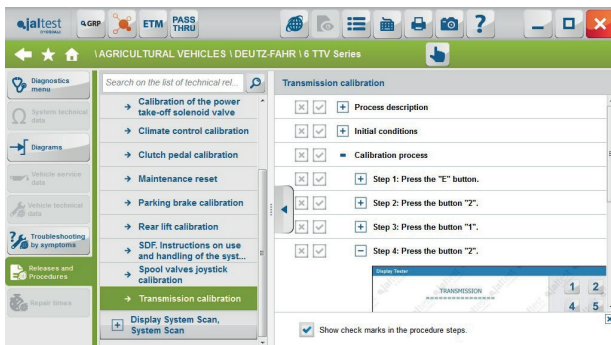 ajaltest
GRP
ETM
PASS
THRU
\ AGRICULTURAL VEHICLES \ DEUTZ-FAHR \ 6 TTV Series
Diagnostics
menu
System technical
data
Diagrams
Vehicle service
data
Vehicle technical
data
Troubleshooting
by symptoms
Releases and
Procedures
Repair times
Search on the list of technical rel...
Calibration of the power
take-off solenoid valve
Climate control calibration
Clutch pedal calibration
Maintenance reset
Parking brake calibration
Rear lift calibration
SDF. Instructions on use
and handling of the syst...
Spool valves joystick
calibration
Transmission calibration
Display System Scan,
System Scan
Transmission calibration
Process description
Initial conditions
Calibration process
Step 1: Press the "E" button.
Step 2: Press the button "2".
Step 3: Press the button "1".
Step 4: Press the button "2".
Display Tester
TRANSMISSION
1 2
4 5
Show check marks in the procedure steps.